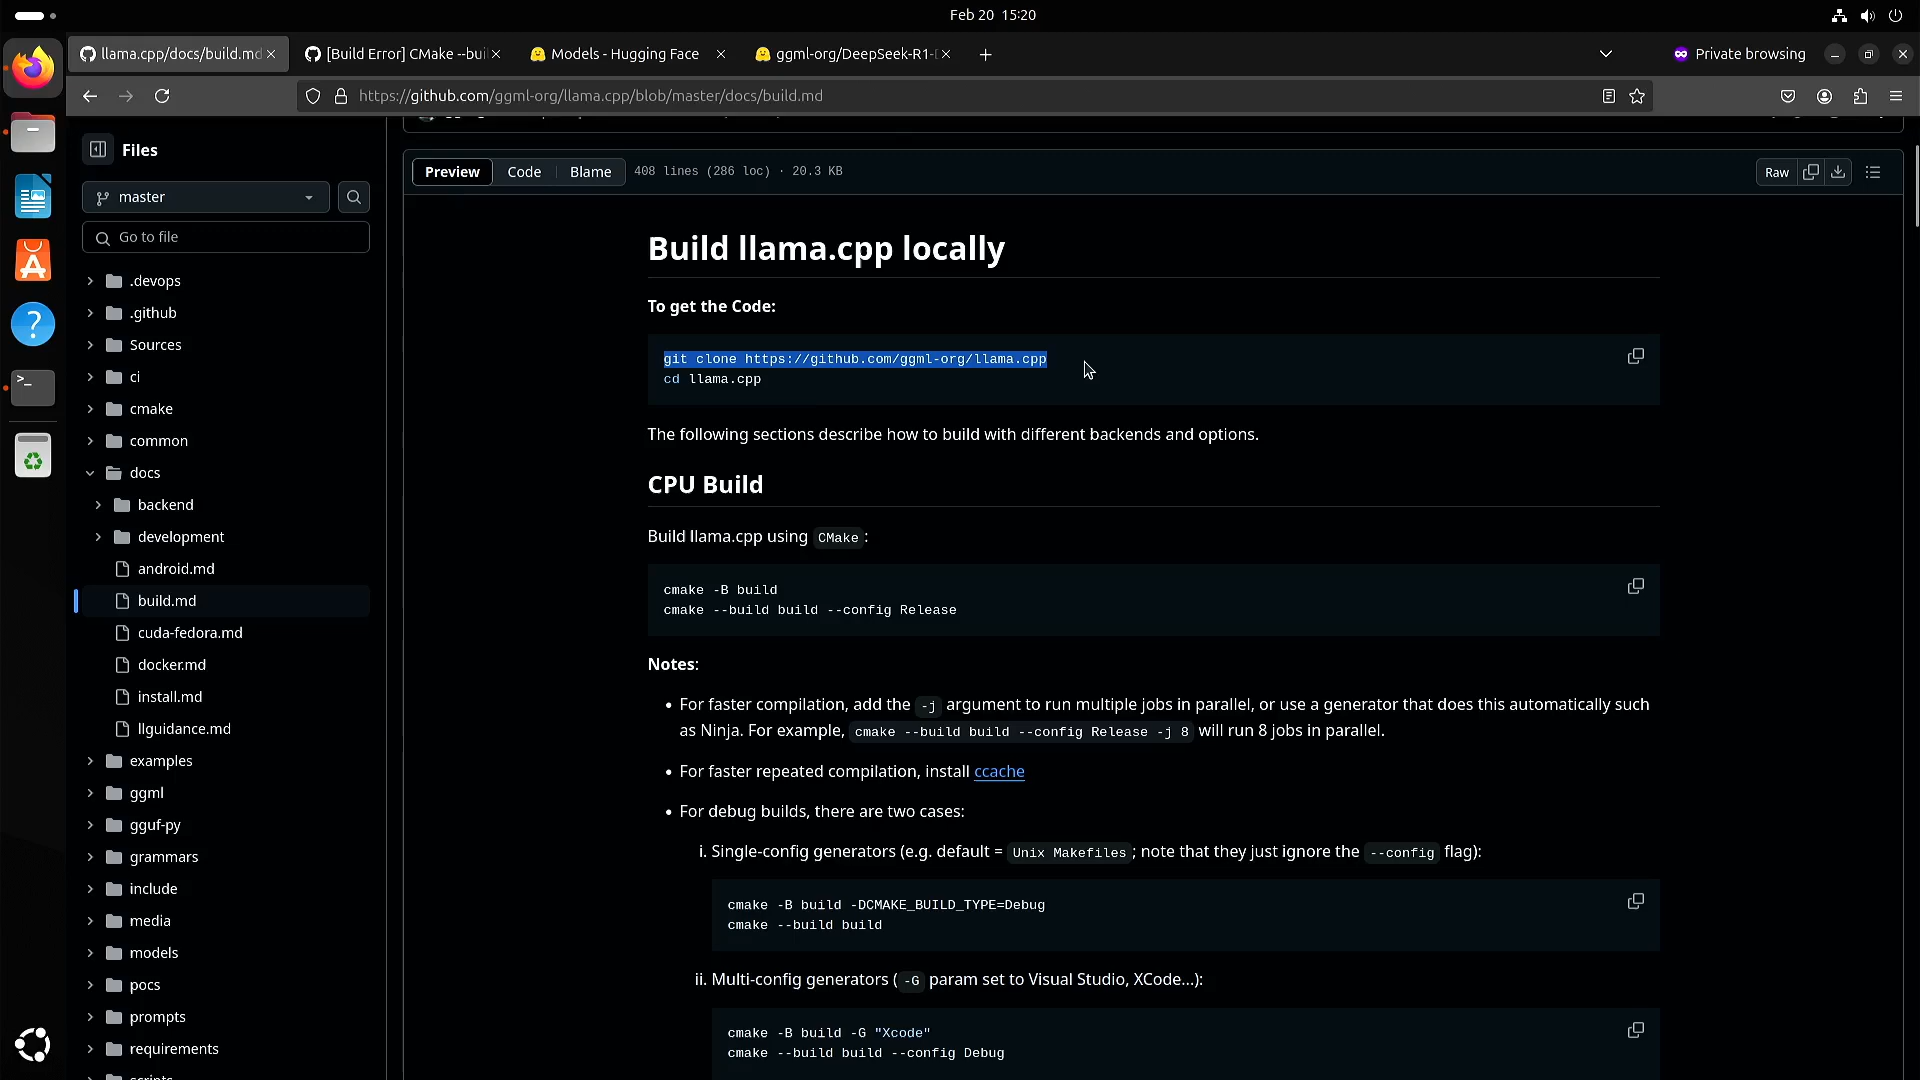 Feb 20 15:20
llama.cpp/docs/build.md
[Build Error] CMake --buil
Models - Hugging Face
ggml-org/DeepSeek-R1-
Private browsing
https://github.com/ggml-org/llama.cpp/blob/master/docs/build.md
Files
master
Go to file
.devops
.github
Sources
ci
cmake
common
docs
backend
development
android.md
build.md
cuda-fedora.md
docker.md
install.md
llguidance.md
examples
ggml
gguf-py
grammars
include
media
models
pocs
prompts
requirements
scripts
Preview
Code
Blame
408 lines (286 loc) · 20.3 KB
Raw
Build llama.cpp locally
To get the Code:
git clone https://github.com/ggml-org/llama.cpp
cd llama.cpp
The following sections describe how to build with different backends and options.
CPU Build
Build llama.cpp using CMake:
cmake -B build
cmake --build build --config Release
Notes:
• For faster compilation, add the -j argument to run multiple jobs in parallel, or use a generator that does this automatically such
as Ninja. For example, cmake --build build --config Release -j 8 will run 8 jobs in parallel.
• For faster repeated compilation, install ccache
• For debug builds, there are two cases:
i. Single-config generators (e.g. default = Unix Makefiles; note that they just ignore the --config flag):
cmake -B build -DCMAKE_BUILD_TYPE=Debug
cmake --build build
ii. Multi-config generators (-G param set to Visual Studio, XCode...):
cmake -B build -G "Xcode"
cmake --build build --config Debug